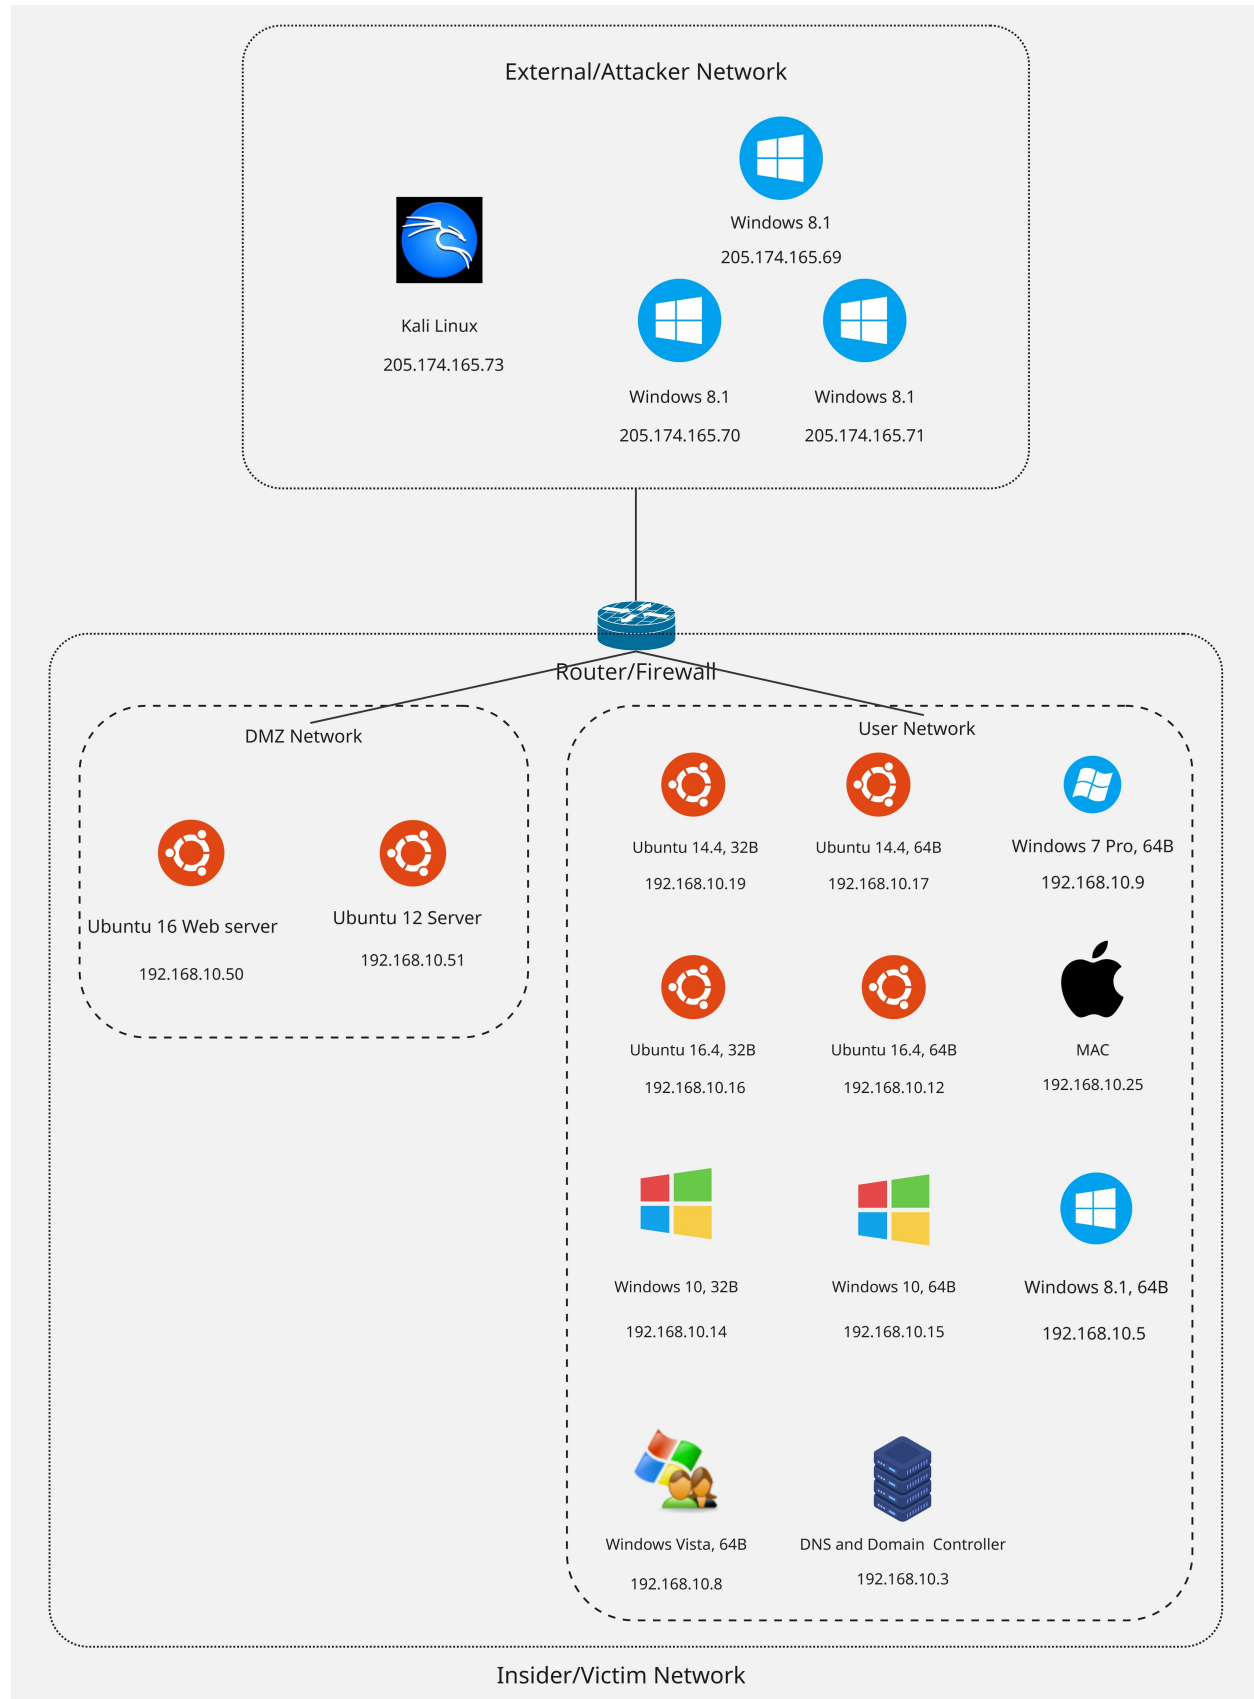 External/Attacker Network
Windows 8.1
205.174.165.69
Kali Linux
205.174.165.73
Windows 8.1
205.174.165.70
Windows 8.1
205.174.165.71
Router/Firewall
DMZ Network
Ubuntu 16 Web server
192.168.10.50
Ubuntu 12 Server
192.168.10.51
User Network
Ubuntu 14.4, 32B
192.168.10.19
Ubuntu 14.4, 64B
192.168.10.17
Windows 7 Pro, 64B
192.168.10.9
Ubuntu 16.4, 32B
192.168.10.16
Ubuntu 16.4, 64B
192.168.10.12
MAC
192.168.10.25
Windows 10, 32B
192.168.10.14
Windows 10, 64B
192.168.10.15
Windows 8.1, 64B
192.168.10.5
Windows Vista, 64B
192.168.10.8
DNS and Domain  Controller
192.168.10.3
Insider/Victim Network